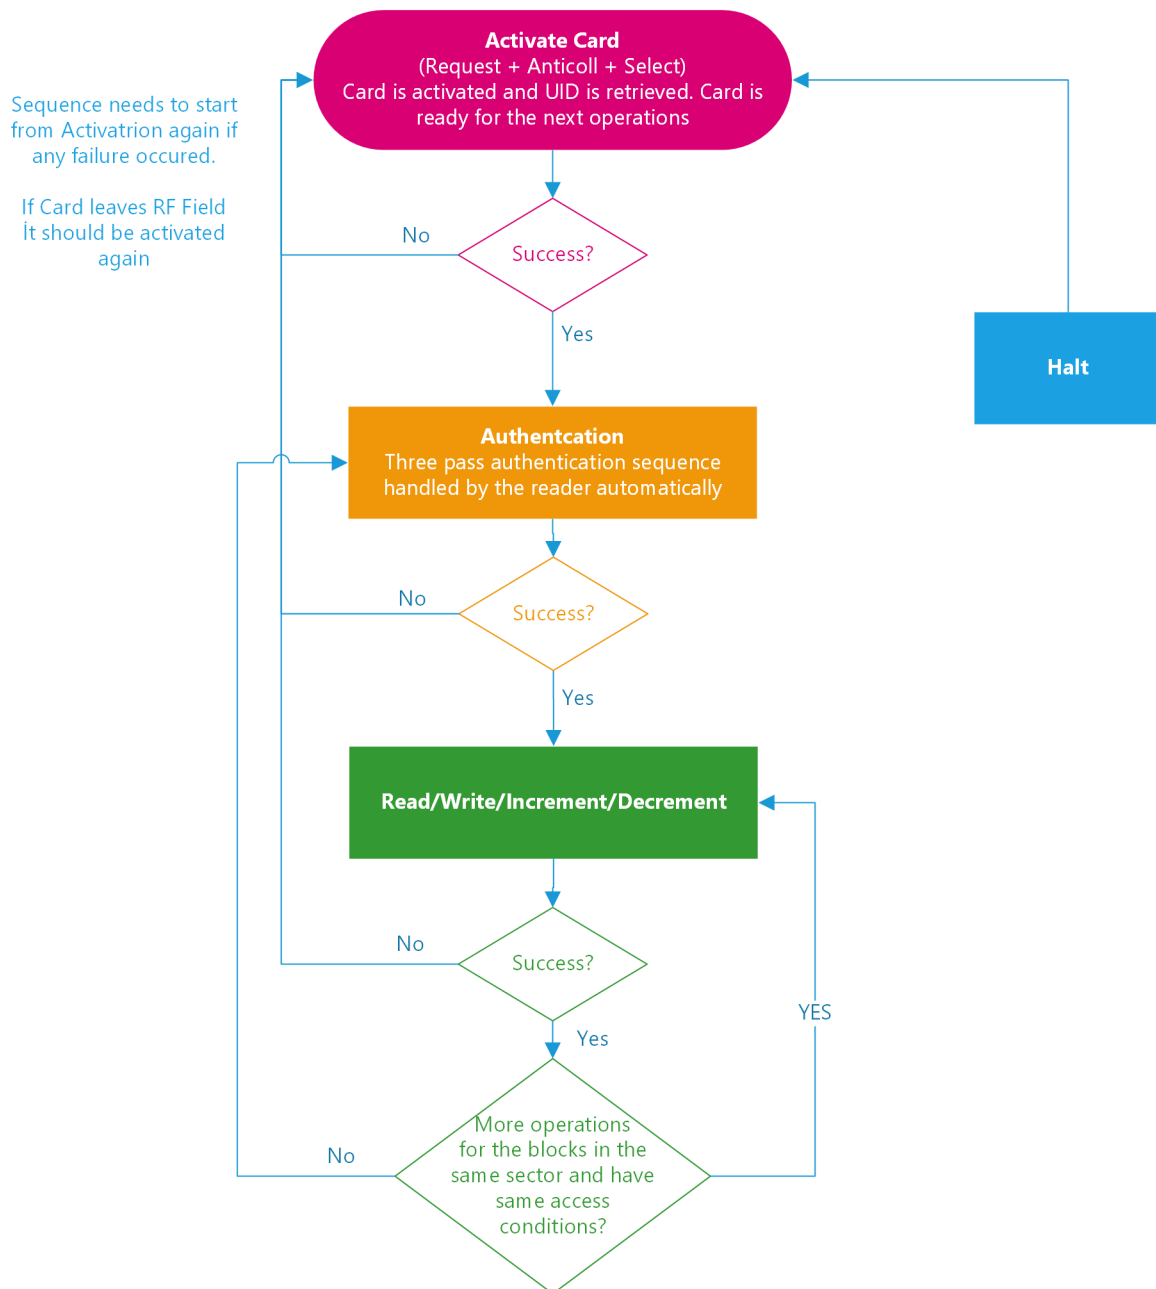 Activate Card
(Request + Anticoll + Select)
Card is activated and UID is retrieved. Card is
ready for the next operations
Sequence needs to start
from Activatrion again if
any failure occured.
If Card leaves RF Field
İt should be activated
again
No
Success?
Yes
Halt
Authentcation
Three pass authentication sequence
handled by the reader automatically
No
Success?
Yes
Read/Write/Increment/Decrement
No
Success?
YES
Yes
More operations
for the blocks in the
same sector and have
same access
conditions?
No